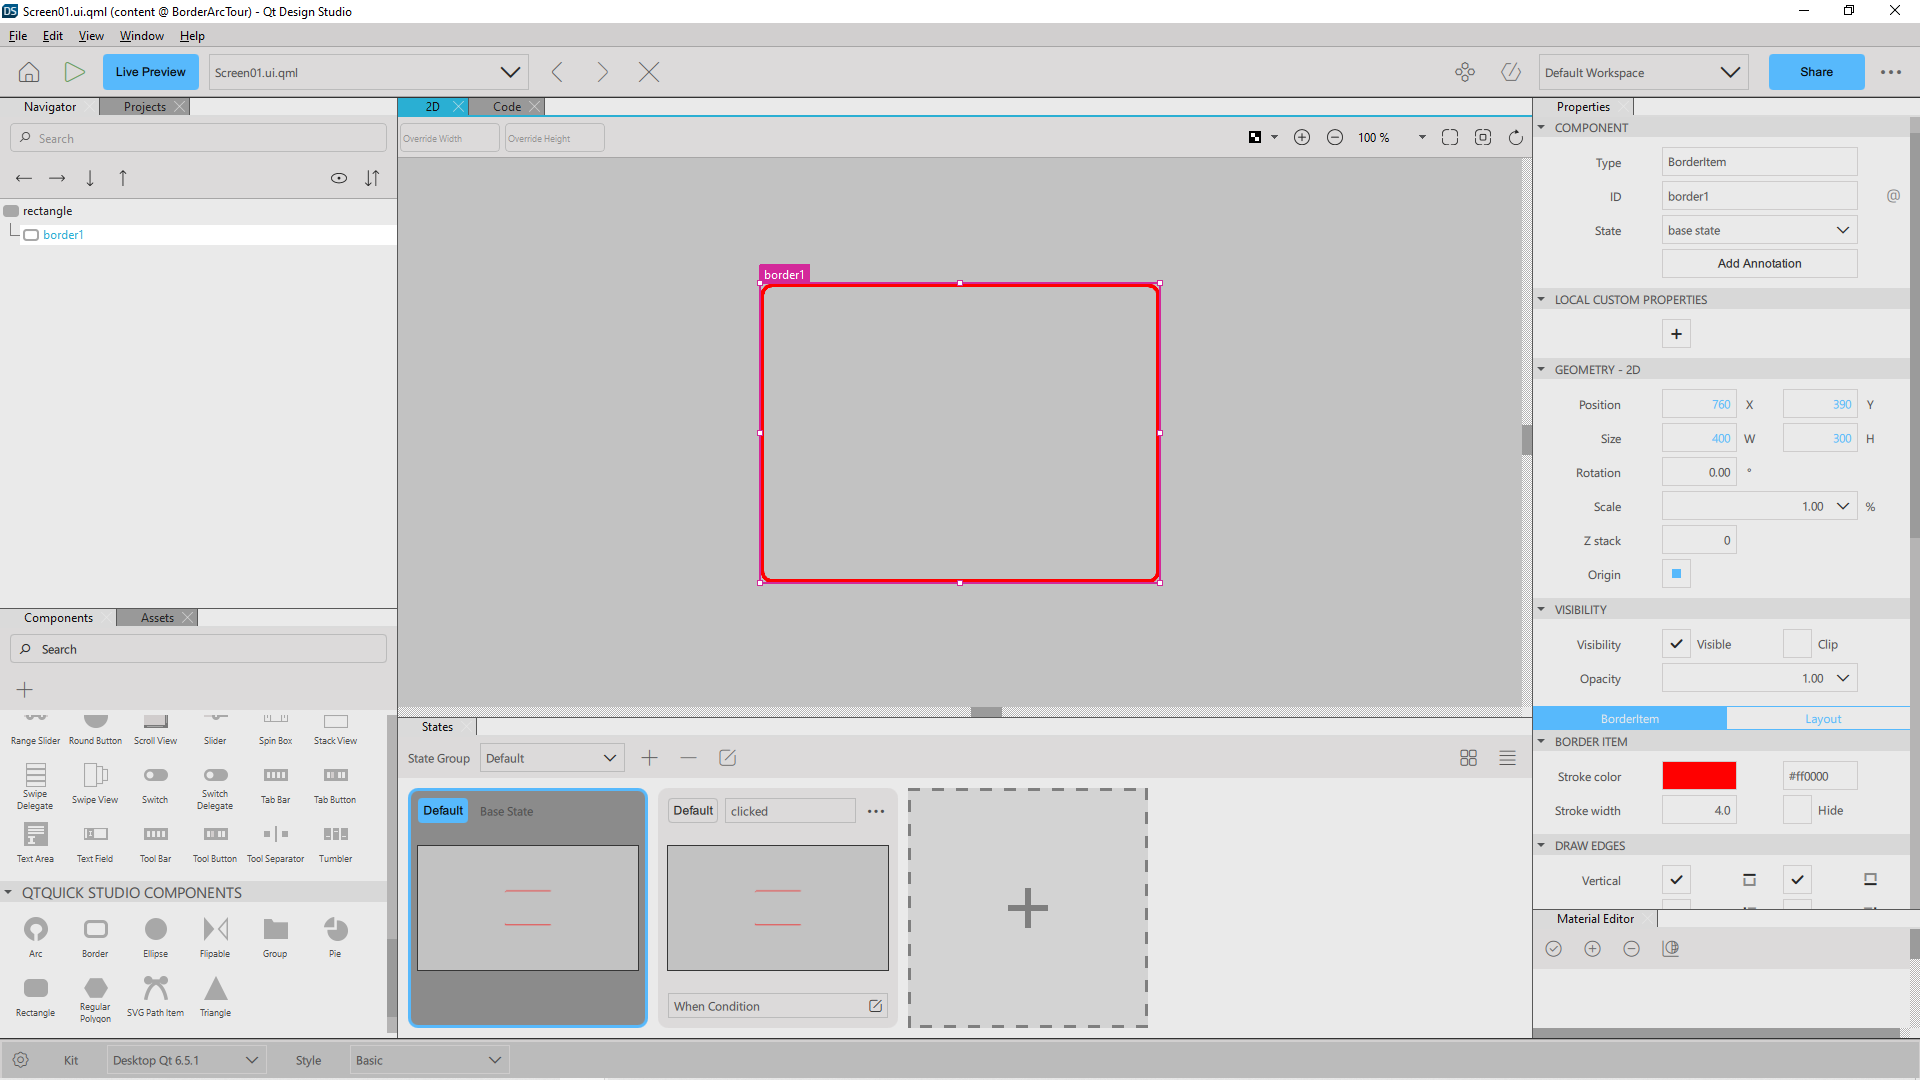 Screen01.ui.qml (content @ BorderArcTour) - Qt Design Studio
File Edit View Window Help
Live Preview
Screen01.ui.qml
Default Workspace
Share
Navigator
Projects
2D
Code
Properties
Search
Override Width
Override Height
100 %
rectangle
border1
border1
COMPONENT
Type
BorderItem
ID
border1
@
State
base state
Add Annotation
LOCAL CUSTOM PROPERTIES
GEOMETRY - 2D
Position
760
X
390
Y
Size
400
W
300
H
Rotation
0.00
°
Scale
1.00
%
Z stack
0
Origin
VISIBILITY
Visibility
Visible
Clip
Opacity
1.00
BorderItem
Layout
BORDER ITEM
Stroke color
#ff0000
Stroke width
4.0
Hide
DRAW EDGES
Vertical
Material Editor
Components
Assets
Search
Range Slider
Round Button
Scroll View
Slider
Spin Box
Stack View
Swipe
Delegate
Swipe View
Switch
Switch
Delegate
Tab Bar
Tab Button
Text Area
Text Field
Tool Bar
Tool Button
Tool Separator
Tumbler
QTQUICK STUDIO COMPONENTS
Arc
Border
Ellipse
Flipable
Group
Pie
Rectangle
Regular
Polygon
SVG Path Item
Triangle
States
State Group
Default
Default
Base State
Default
clicked
When Condition
Kit
Desktop Qt 6.5.1
Style
Basic